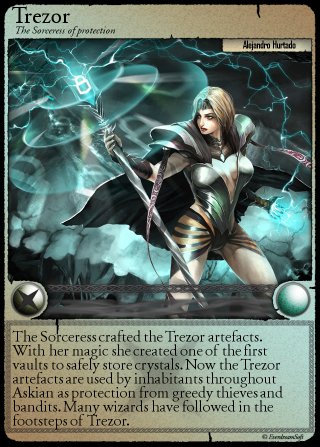 Trezor
The Sorceress of protection
Alejandro Hurtado
The Sorceress crafted the Trezor artefacts.
With her magic she created one of the first
vaults to safely store crystals. Now the Trezor
artefacts are used by inhabitants throughout
Askian as protection from greedy thieves and
bandits. Many wizards have followed in the
footsteps of Trezor.
© EverdreamSoft